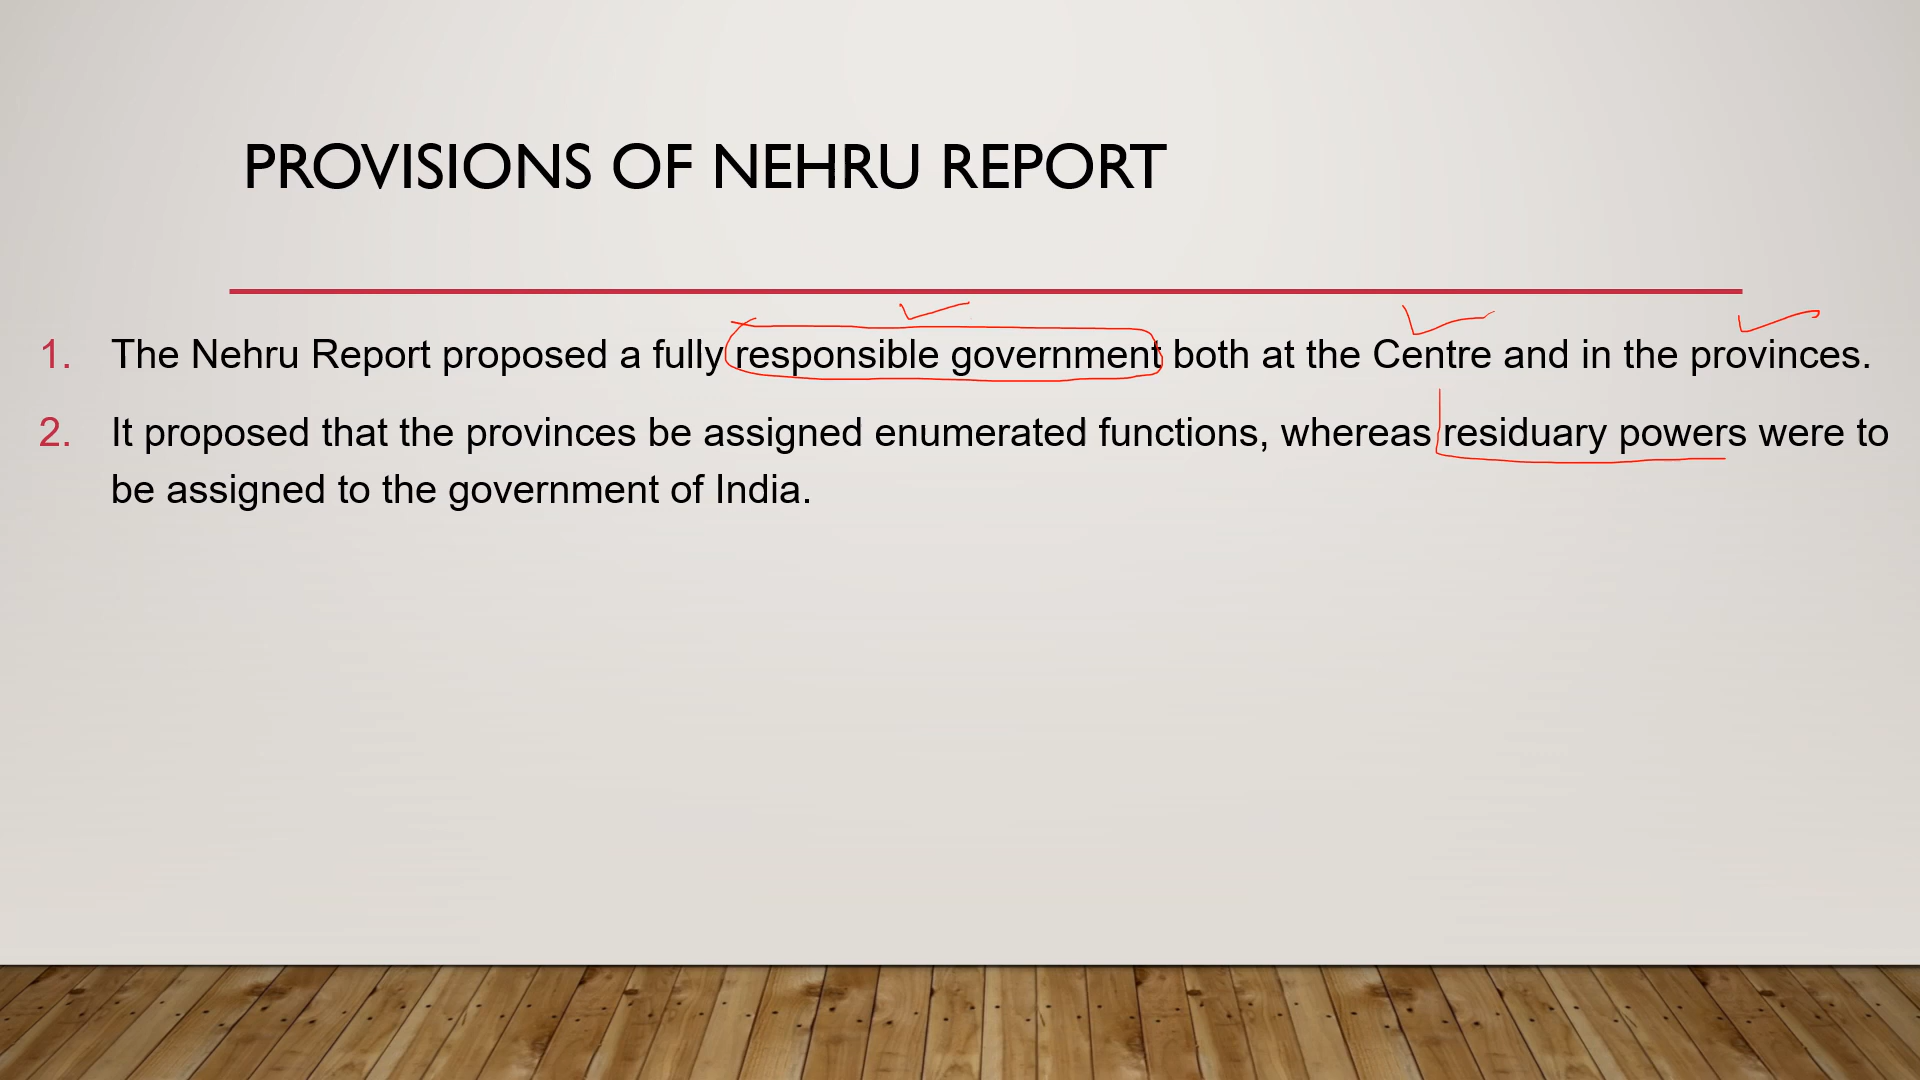 PROVISIONS OF NEHRU REPORT
1. The Nehru Report proposed a fully responsible government both at the Centre and in the provinces.
2. It proposed that the provinces be assigned enumerated functions, whereas residuary powers were to
be assigned to the government of India.